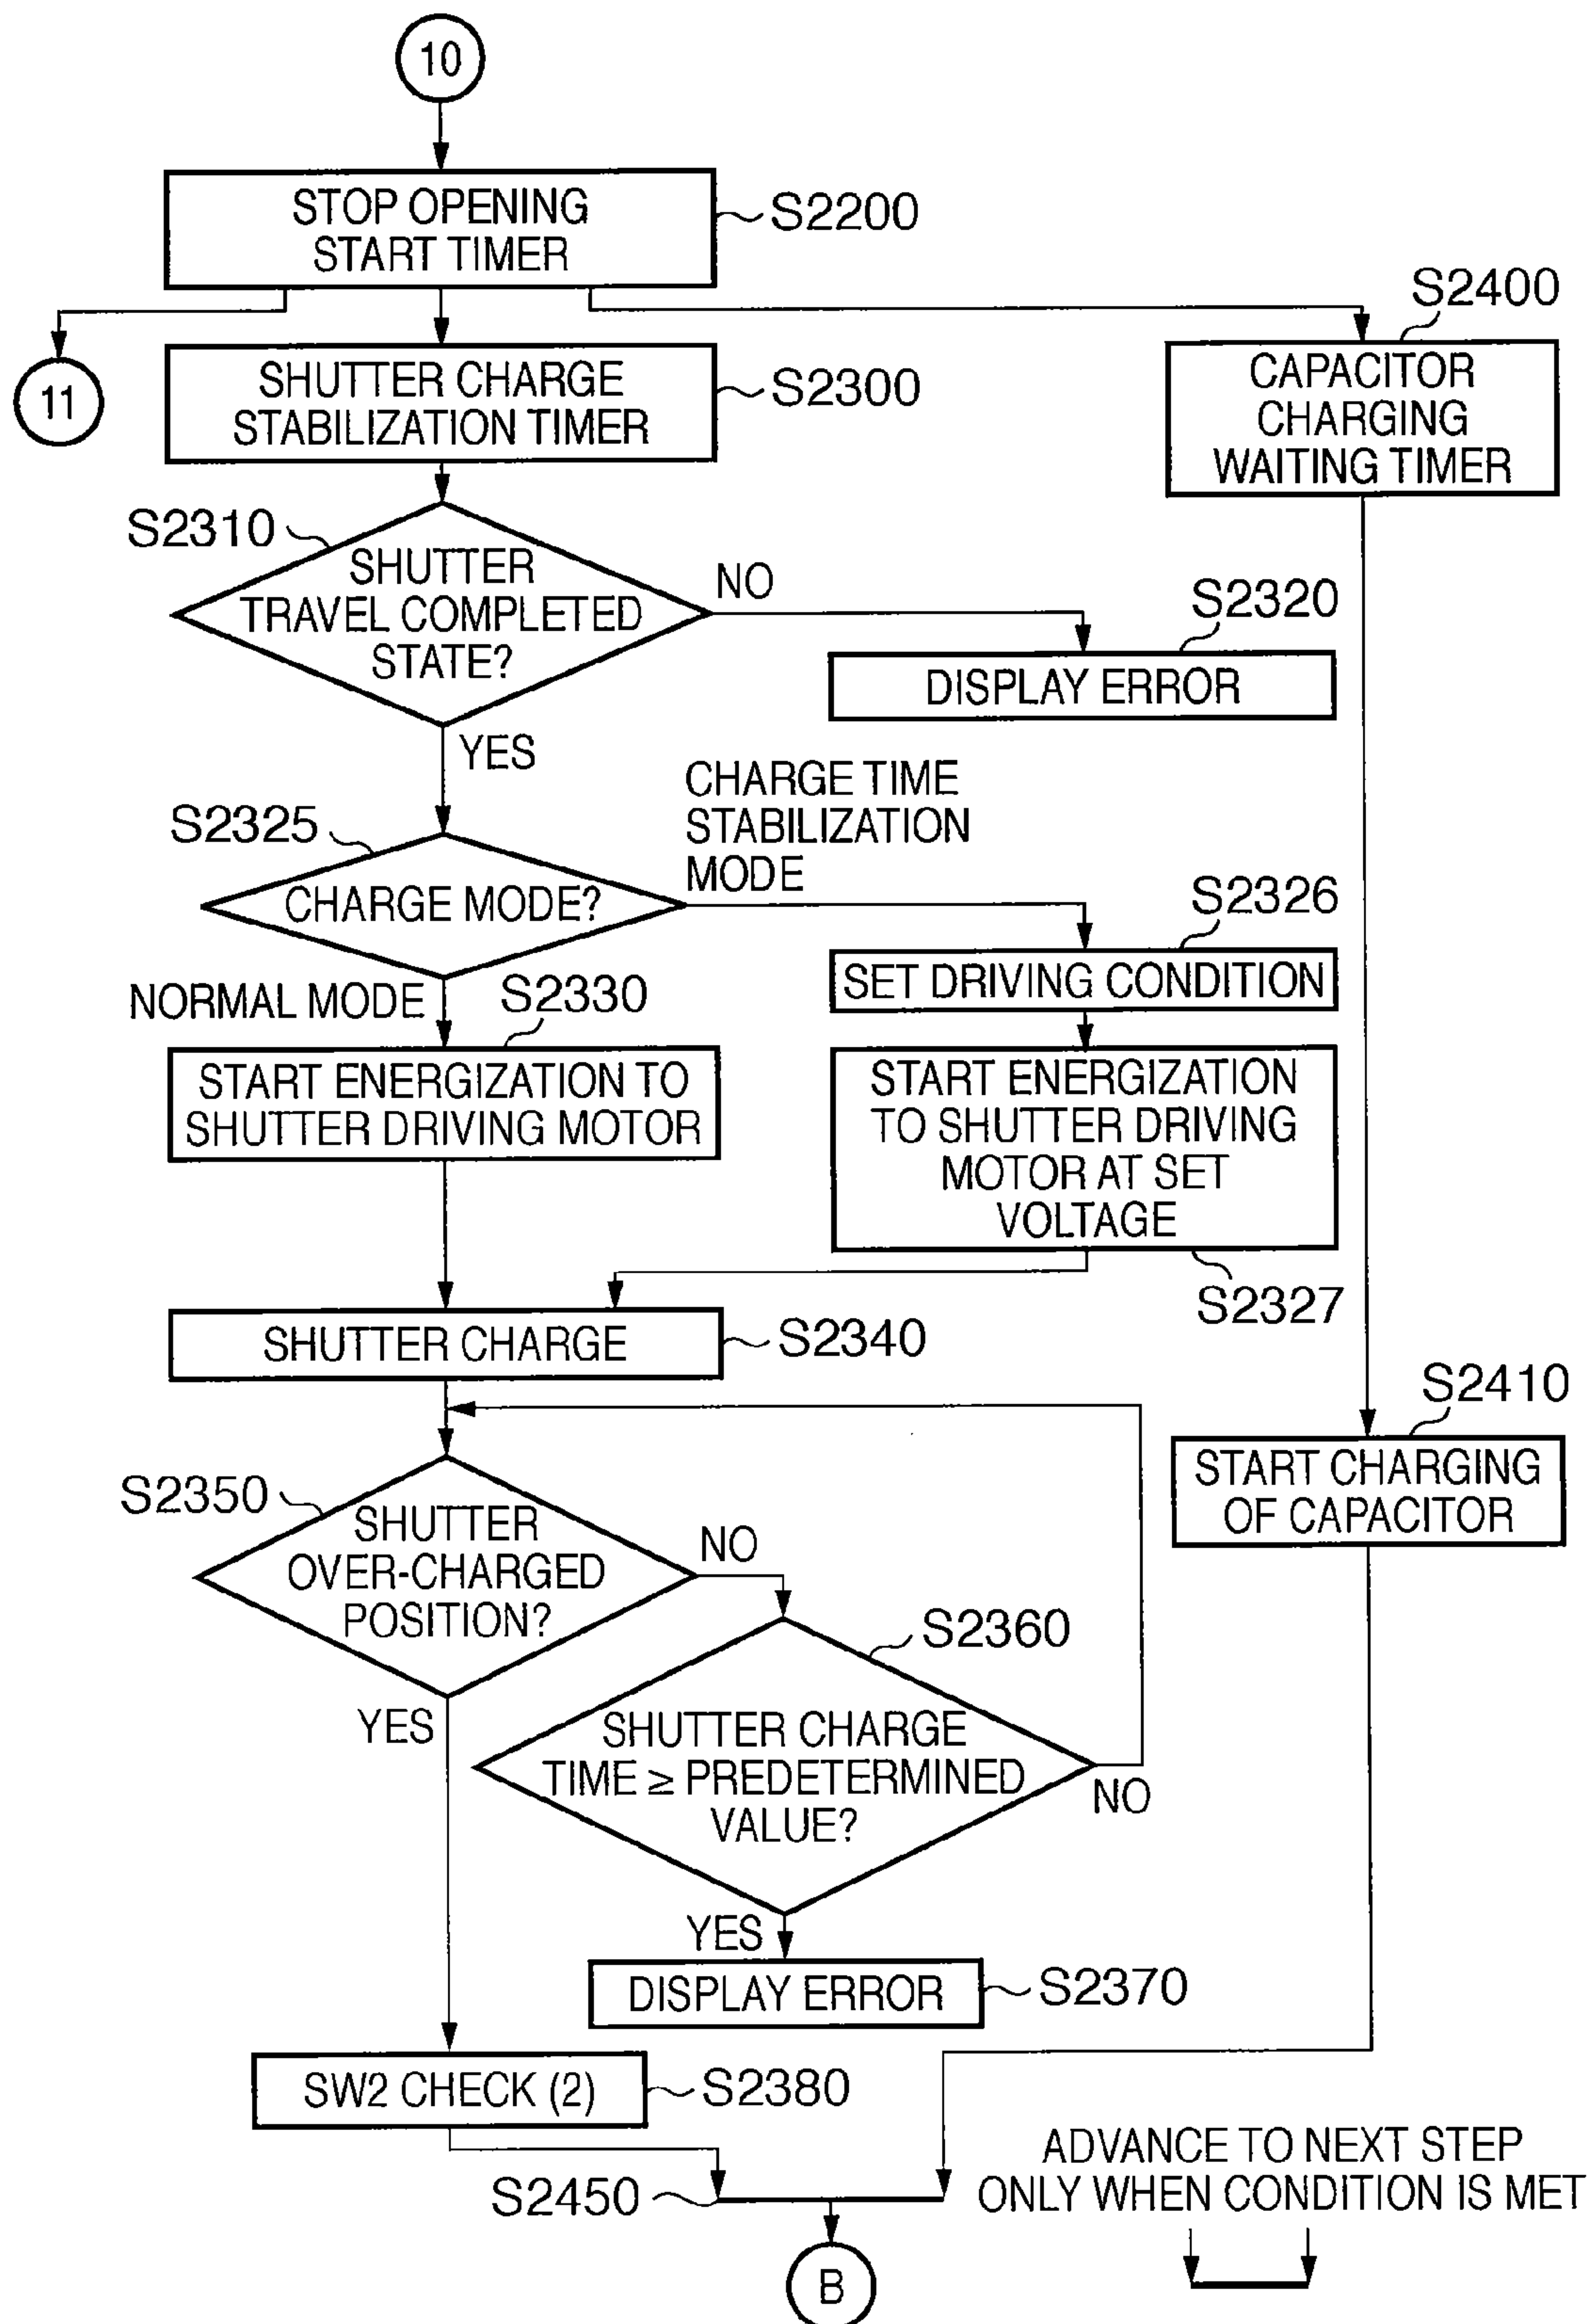 10
STOP OPENING
START TIMER
S2200
S2400
11
SHUTTER CHARGE
STABILIZATION TIMER
S2300
CAPACITOR
CHARGING
WAITING TIMER
S2310
SHUTTER
TRAVEL COMPLETED
STATE?
NO
S2320
DISPLAY ERROR
YES
CHARGE TIME
STABILIZATION
MODE
S2325
CHARGE MODE?
S2326
SET DRIVING CONDITION
NORMAL MODE
S2330
START ENERGIZATION TO
SHUTTER DRIVING MOTOR
START ENERGIZATION
TO SHUTTER DRIVING
MOTOR AT SET
VOLTAGE
S2327
SHUTTER CHARGE
S2340
S2410
START CHARGING
OF CAPACITOR
S2350
SHUTTER
OVER-CHARGED
POSITION?
NO
S2360
YES
SHUTTER CHARGE
TIME ≥ PREDETERMINED
VALUE?
NO
YES
DISPLAY ERROR
S2370
SW2 CHECK (2)
S2380
S2450
ADVANCE TO NEXT STEP
ONLY WHEN CONDITION IS MET
B